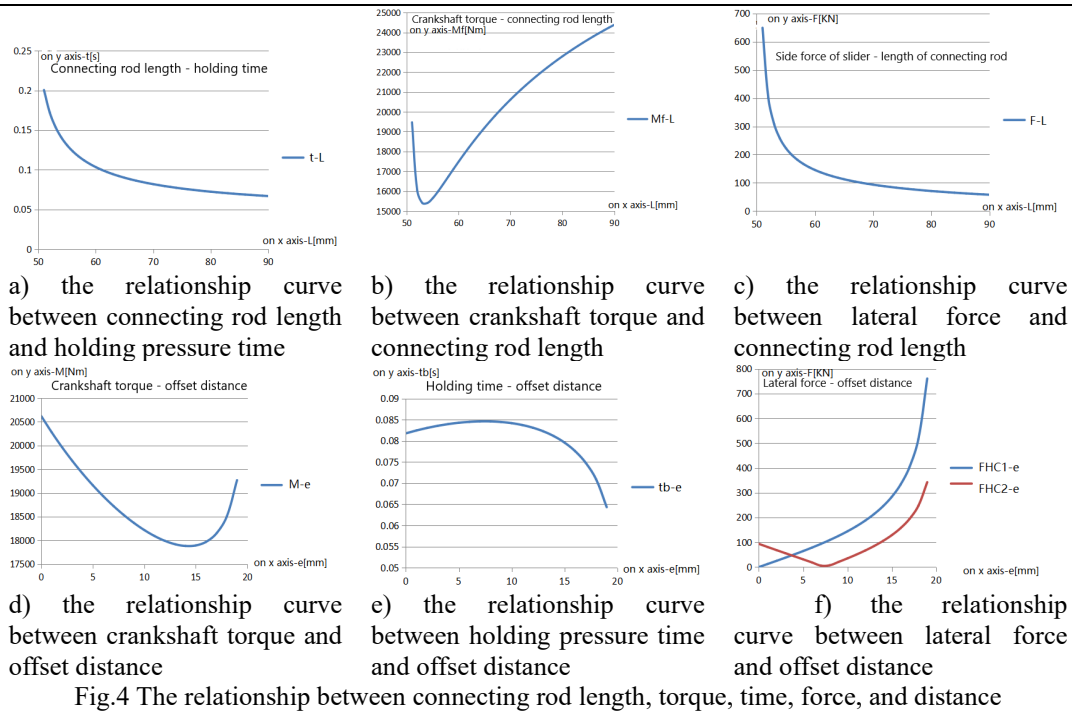 on y axis-t[s]
Connecting rod length - holding time
0.25
0.2
0.15
0.1
0.05
0
50 60 70 80 90
t-L
on x axis-L[mm]
Crankshaft torque - connecting rod length
on y axis-Mf[Nm]
25000
24000
23000
22000
21000
20000
19000
18000
17000
16000
15000
50 60 70 80 90
Mf-L
on x axis-L[mm]
on y axis-F[KN]
Side force of slider - length of connecting rod
700
600
500
400
300
200
100
0
50 60 70 80 90
F-L
on x axis-L[mm]
a) the relationship curve
between connecting rod length
and holding pressure time
b) the relationship curve
between crankshaft torque and
connecting rod length
c) the relationship curve
between lateral force and
connecting rod length
on y axis-M[Nm]
Crankshaft torque - offset distance
21000
20500
20000
19500
19000
18500
18000
17500
0 5 10 15 20
M-e
on x axis-e[mm]
on y axis-tb[s]
Holding time - offset distance
0.09
0.085
0.08
0.075
0.07
0.065
0.06
0.055
0.05
0 5 10 15 20
tb-e
on x axis-e[mm]
on y axis-F[KN]
Lateral force - offset distance
800
700
600
500
400
300
200
100
0
0 5 10 15 20
FHC1-e
FHC2-e
on x axis-e[mm]
d) the relationship curve
between crankshaft torque and
offset distance
e) the relationship curve
between holding pressure time
and offset distance
f) the relationship
curve between lateral force
and offset distance
Fig.4 The relationship between connecting rod length, torque, time, force, and distance